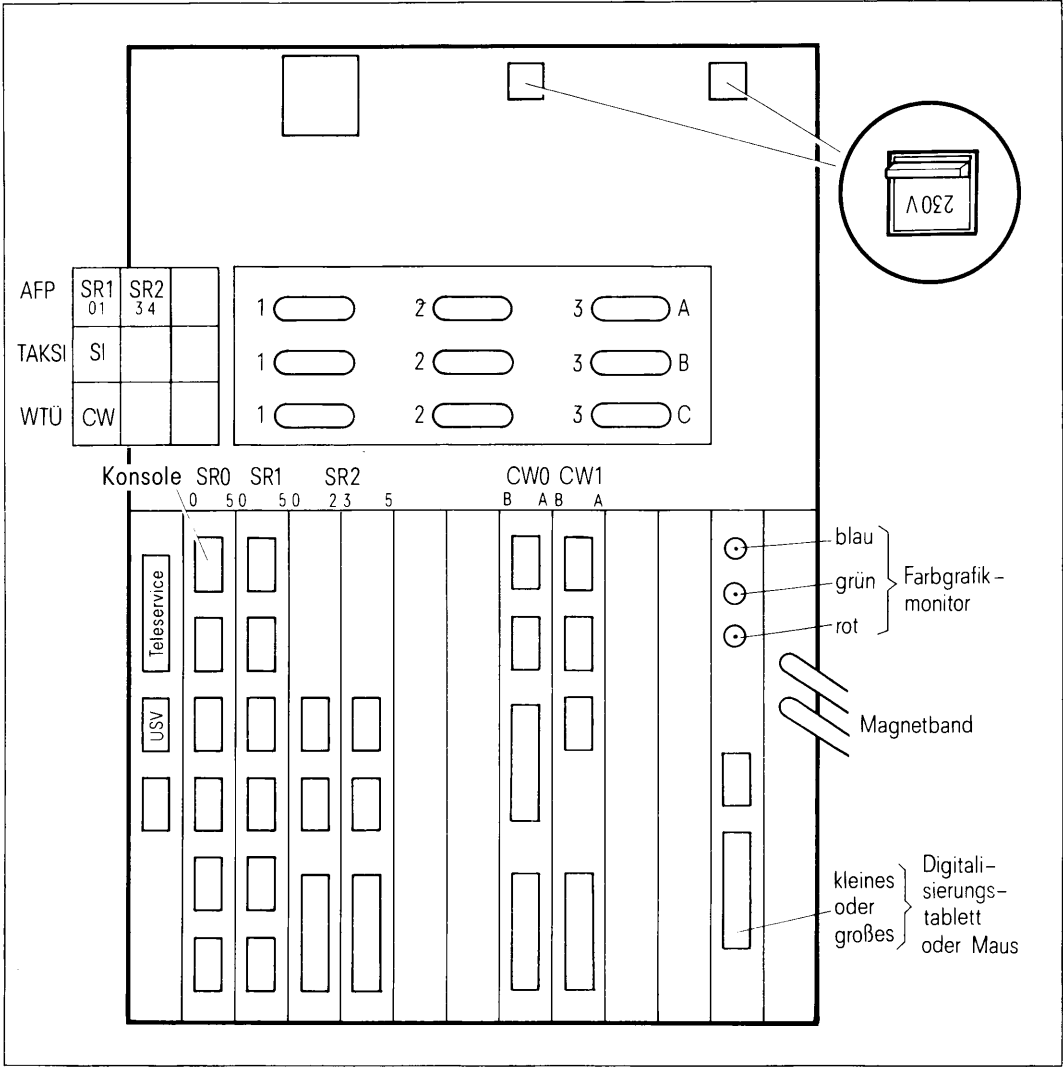 230V
AFP SR1 SR2
01 34
TAKSI SI
WTÜ CW
1 2 3 A
1 2 3 B
1 2 3 C
Konsole SR0 SR1 SR2 CW0 CW1
0 5 0 5 0 2 3 5 B A B A
Teleservice
USV
blau
grün
rot
Farbgrafik-
monitor
Magnetband
kleines
oder
großes
Digitali-
sierungs-
tablett
oder Maus